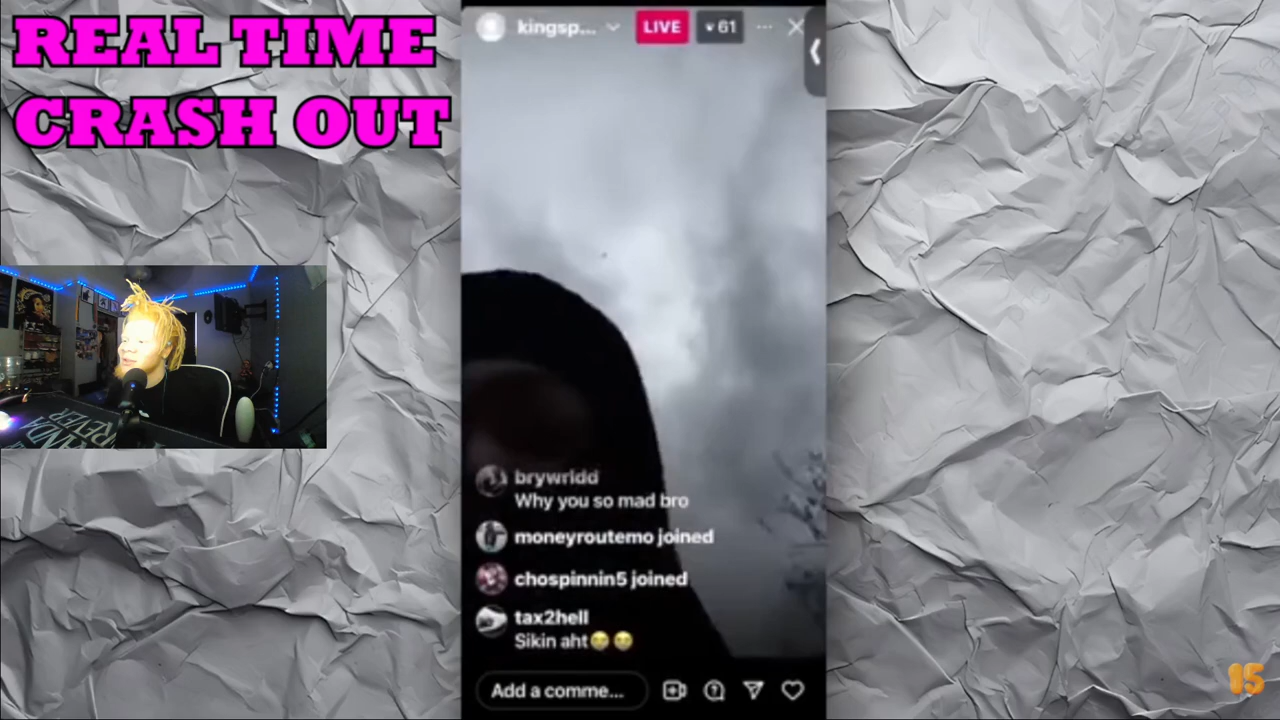 REAL TIME
CRASH OUT
kingsp...
LIVE
61
brywridd
Why you so mad bro
moneyroutemo joined
chospinnin5 joined
tax2hell
Sikin aht😂😂
Add a comme...
15